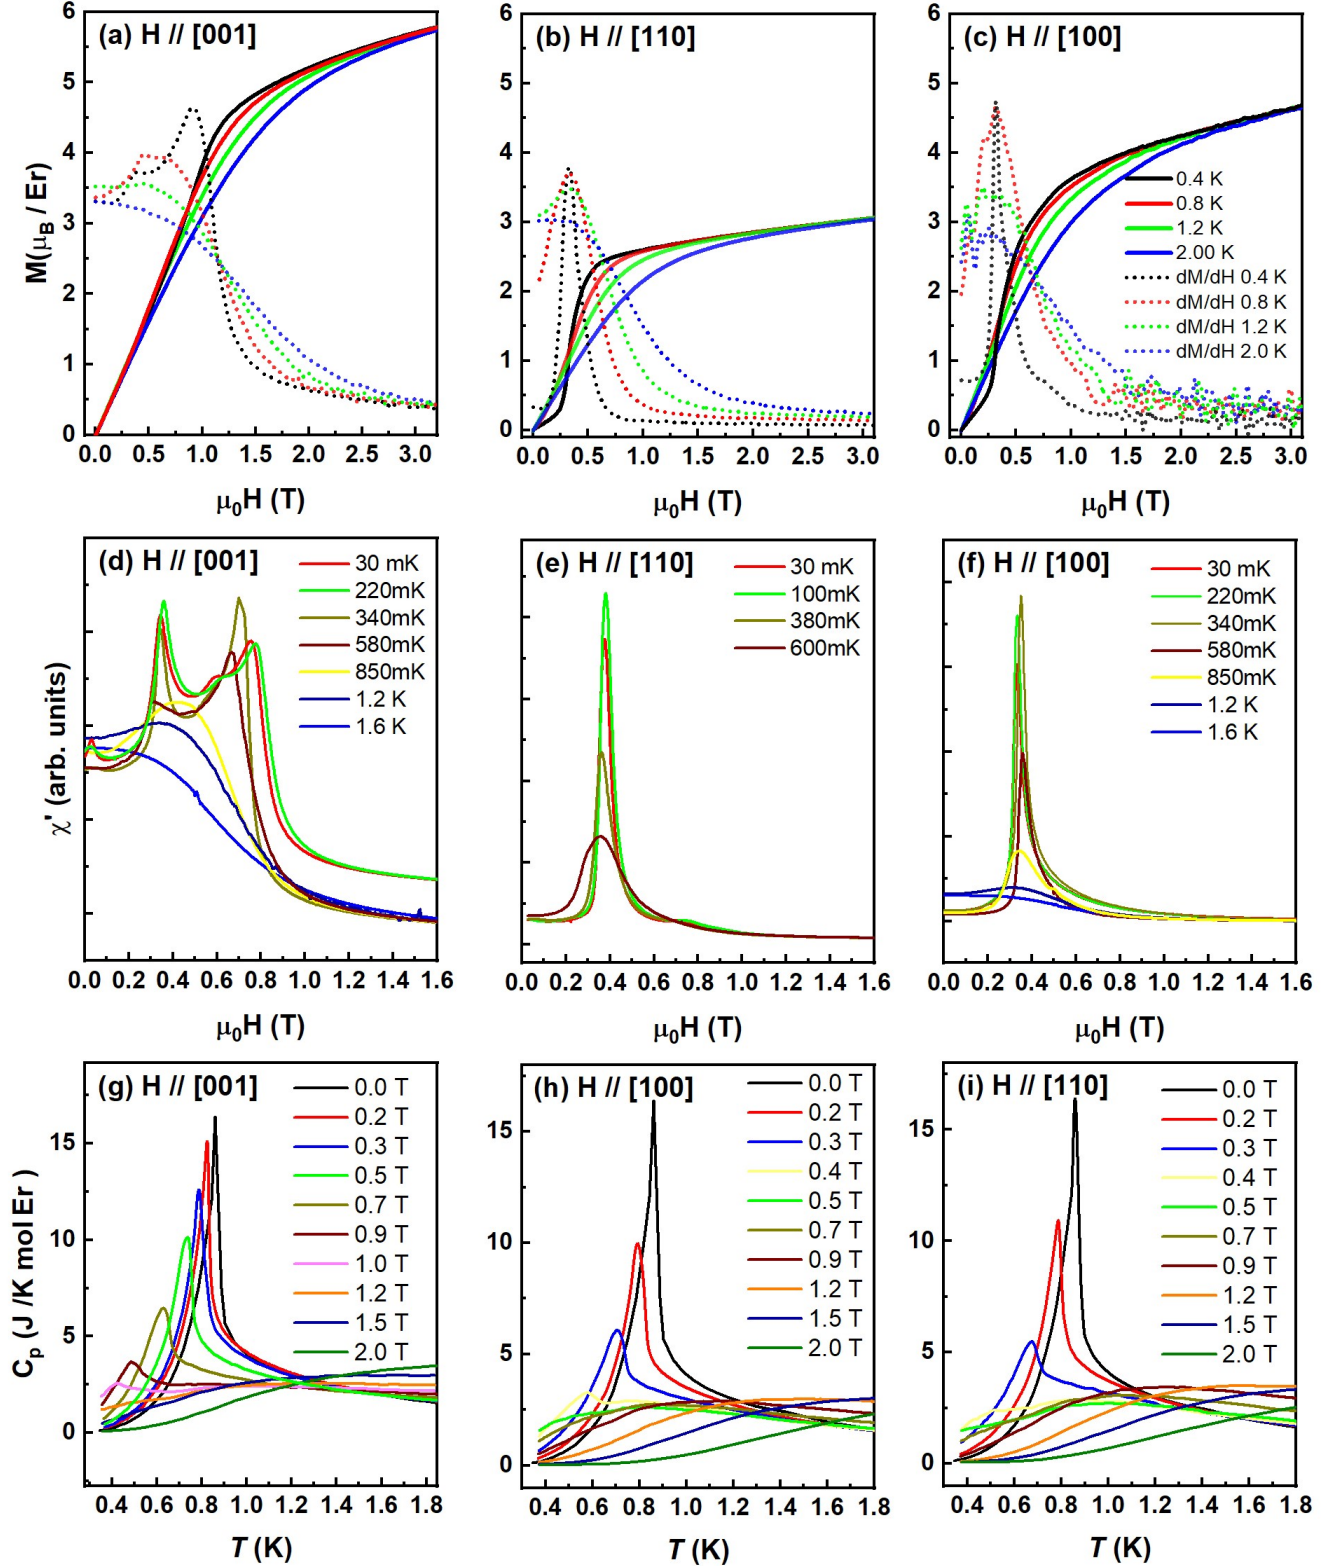 (a) H // [001]
M(μB / Er)
6
5
4
3
2
1
0
0.0 0.5 1.0 1.5 2.0 2.5 3.0
μ0H (T)
(b) H // [110]
6
5
4
3
2
1
0
0.0 0.5 1.0 1.5 2.0 2.5 3.0
μ0H (T)
(c) H // [100]
6
5
4
3
2
1
0
0.4 K
0.8 K
1.2 K
2.00 K
dM/dH 0.4 K
dM/dH 0.8 K
dM/dH 1.2 K
dM/dH 2.0 K
0.0 0.5 1.0 1.5 2.0 2.5 3.0
μ0H (T)
(d) H // [001]
χ' (arb. units)
30 mK
220mK
340mK
580mK
850mK
1.2 K
1.6 K
0.0 0.2 0.4 0.6 0.8 1.0 1.2 1.4 1.6
μ0H (T)
(e) H // [110]
30 mK
100mK
380mK
600mK
0.0 0.2 0.4 0.6 0.8 1.0 1.2 1.4 1.6
μ0H (T)
(f) H // [100]
30 mK
220mK
340mK
580mK
850mK
1.2 K
1.6 K
0.0 0.2 0.4 0.6 0.8 1.0 1.2 1.4 1.6
μ0H (T)
(g) H // [001]
Cp (J /K mol Er )
15
10
5
0
0.0 T
0.2 T
0.3 T
0.5 T
0.7 T
0.9 T
1.0 T
1.2 T
1.5 T
2.0 T
0.4 0.6 0.8 1.0 1.2 1.4 1.6 1.8
T (K)
(h) H // [100]
15
10
5
0
0.0 T
0.2 T
0.3 T
0.4 T
0.5 T
0.7 T
0.9 T
1.2 T
1.5 T
2.0 T
0.4 0.6 0.8 1.0 1.2 1.4 1.6 1.8
T (K)
(i) H // [110]
15
10
5
0
0.0 T
0.2 T
0.3 T
0.4 T
0.5 T
0.7 T
0.9 T
1.2 T
1.5 T
2.0 T
0.4 0.6 0.8 1.0 1.2 1.4 1.6 1.8
T (K)